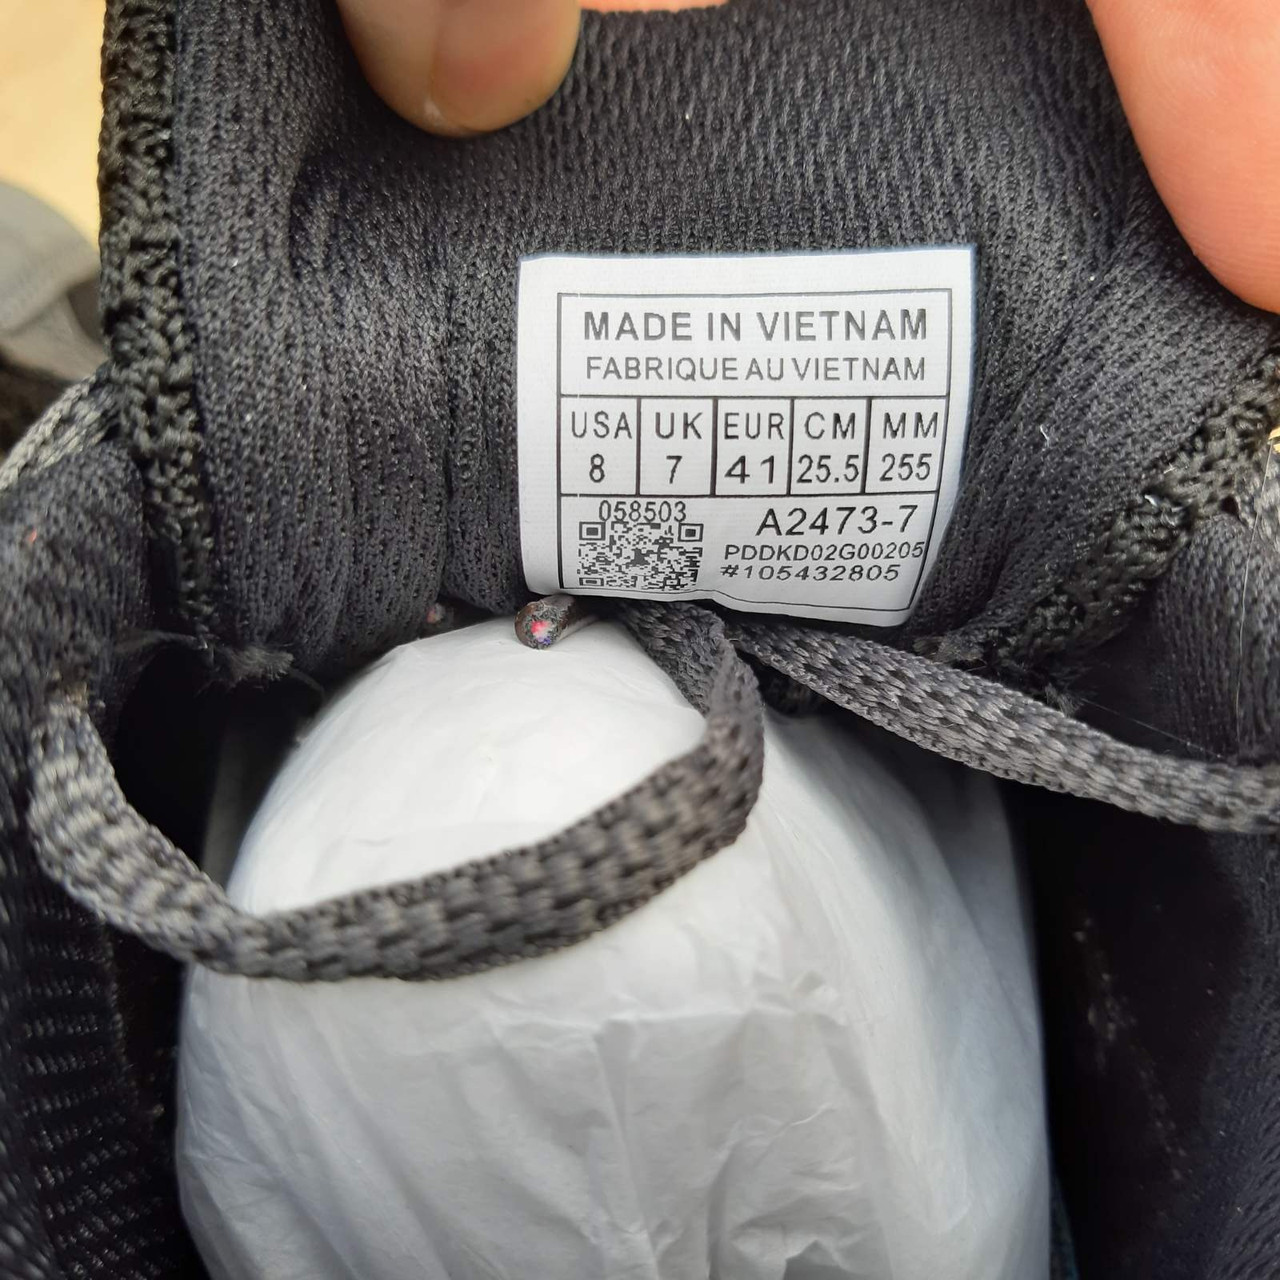 MADE IN VIETNAM
FABRIQUE AU VIETNAM
USA UK EUR CM MM
8 7 41 25.5 255
058503
A2473-7
PDDKD02G00205
#105432805